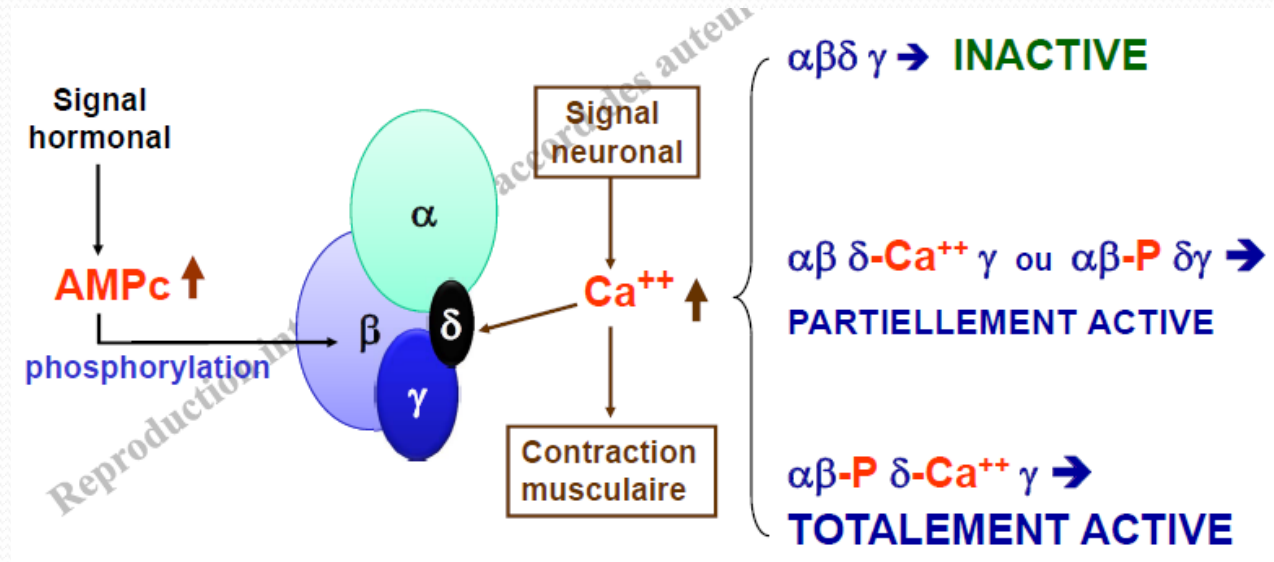 Signal
hormonal
AMPc
phosphorylation
α
β
δ
γ
Signal
neuronal
Ca⁺⁺
Contraction
musculaire
αβδ γ ➔ INACTIVE
αβ δ-Ca⁺⁺ γ ou αβ-P δγ ➔
PARTIELLEMENT ACTIVE
αβ-P δ-Ca⁺⁺ γ ➔
TOTALEMENT ACTIVE
Reproduction accord des auteur